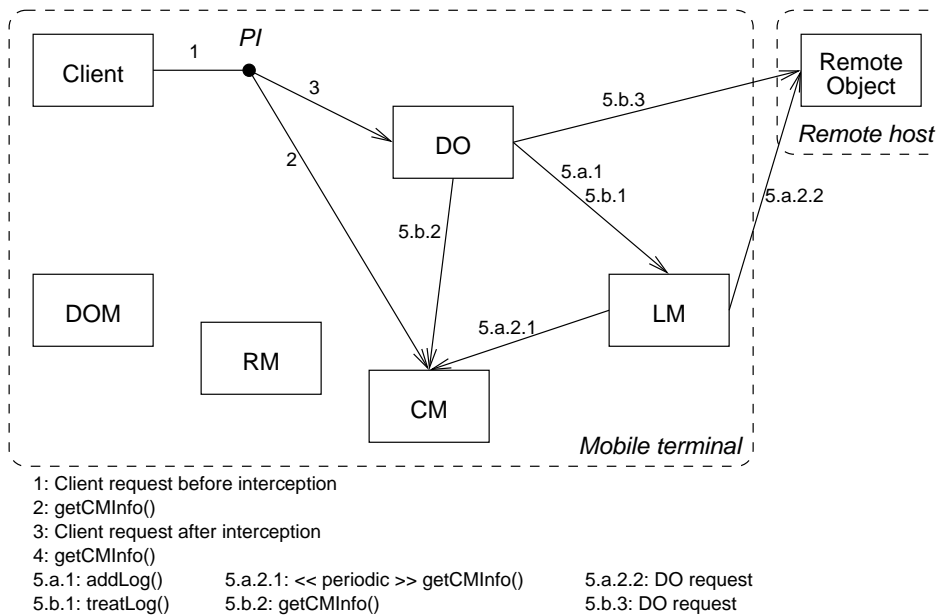 PI
1
Client
Remote
Object
3
5.b.3
DO
Remote host
2
5.a.1
5.b.1
5.a.2.2
5.b.2
DOM
LM
RM
5.a.2.1
CM
Mobile terminal
1: Client request before interception
2: getCMInfo()
3: Client request after interception
4: getCMInfo()
5.a.1: addLog() 5.a.2.1: << periodic >> getCMInfo() 5.a.2.2: DO request
5.b.1: treatLog() 5.b.2: getCMInfo() 5.b.3: DO request